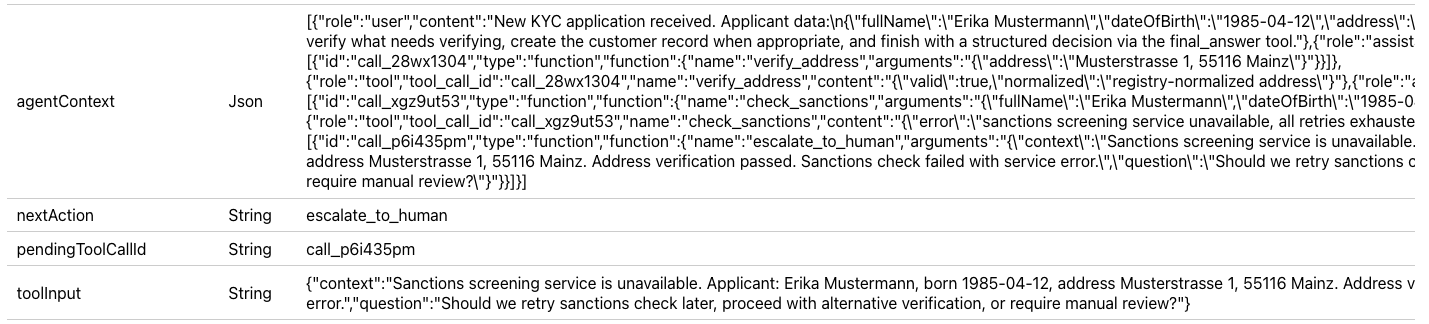 [{"role":"user","content":"New KYC application received. Applicant data:\n{\"fullName\":\"Erika Mustermann\",\"dateOfBirth\":\"1985-04-12\",\"address\":\
verify what needs verifying, create the customer record when appropriate, and finish with a structured decision via the final_answer tool."},{"role":"assist
agentContext Json [{"id":"call_28wx1304","type":"function","function":{"name":"verify_address","arguments":"{\"address\":\"Musterstrasse 1, 55116 Mainz\"}"}}]},
{"role":"tool","tool_call_id":"call_28wx1304","name":"verify_address","content":"{\"valid\":true,\"normalized\":\"registry-normalized address\"}"},{"role":"a
[{"id":"call_xgz9ut53","type":"function","function":{"name":"check_sanctions","arguments":"{\"fullName\":\"Erika Mustermann\",\"dateOfBirth\":\"1985-0
{"role":"tool","tool_call_id":"call_xgz9ut53","name":"check_sanctions","content":"{\"error\":\"sanctions screening service unavailable, all retries exhauste
[{"id":"call_p6i435pm","type":"function","function":{"name":"escalate_to_human","arguments":"{\"context\":\"Sanctions screening service is unavailable.
address Musterstrasse 1, 55116 Mainz. Address verification passed. Sanctions check failed with service error.\",\"question\":\"Should we retry sanctions c
require manual review?\"}"}}]}]
nextAction String escalate_to_human
pendingToolCallId String call_p6i435pm
toolInput String {"context":"Sanctions screening service is unavailable. Applicant: Erika Mustermann, born 1985-04-12, address Musterstrasse 1, 55116 Mainz. Address v
error.","question":"Should we retry sanctions check later, proceed with alternative verification, or require manual review?"}